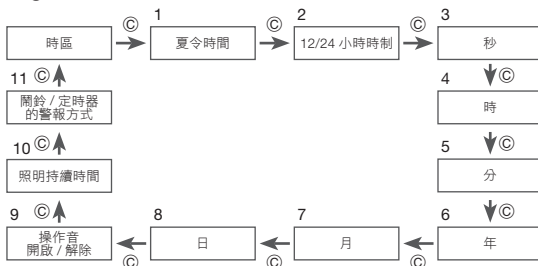 時區
Ⓒ
1
夏令時間
Ⓒ
2
12/24 小時時制
Ⓒ
3
秒
Ⓒ
4
時
Ⓒ
5
分
Ⓒ
6
年
Ⓒ
7
月
Ⓒ
8
日
Ⓒ
9
操作音
開啟 / 解除
Ⓒ
10
照明持續時間
Ⓒ
11
鬧鈴 / 定時器
的警報方式
Ⓒ